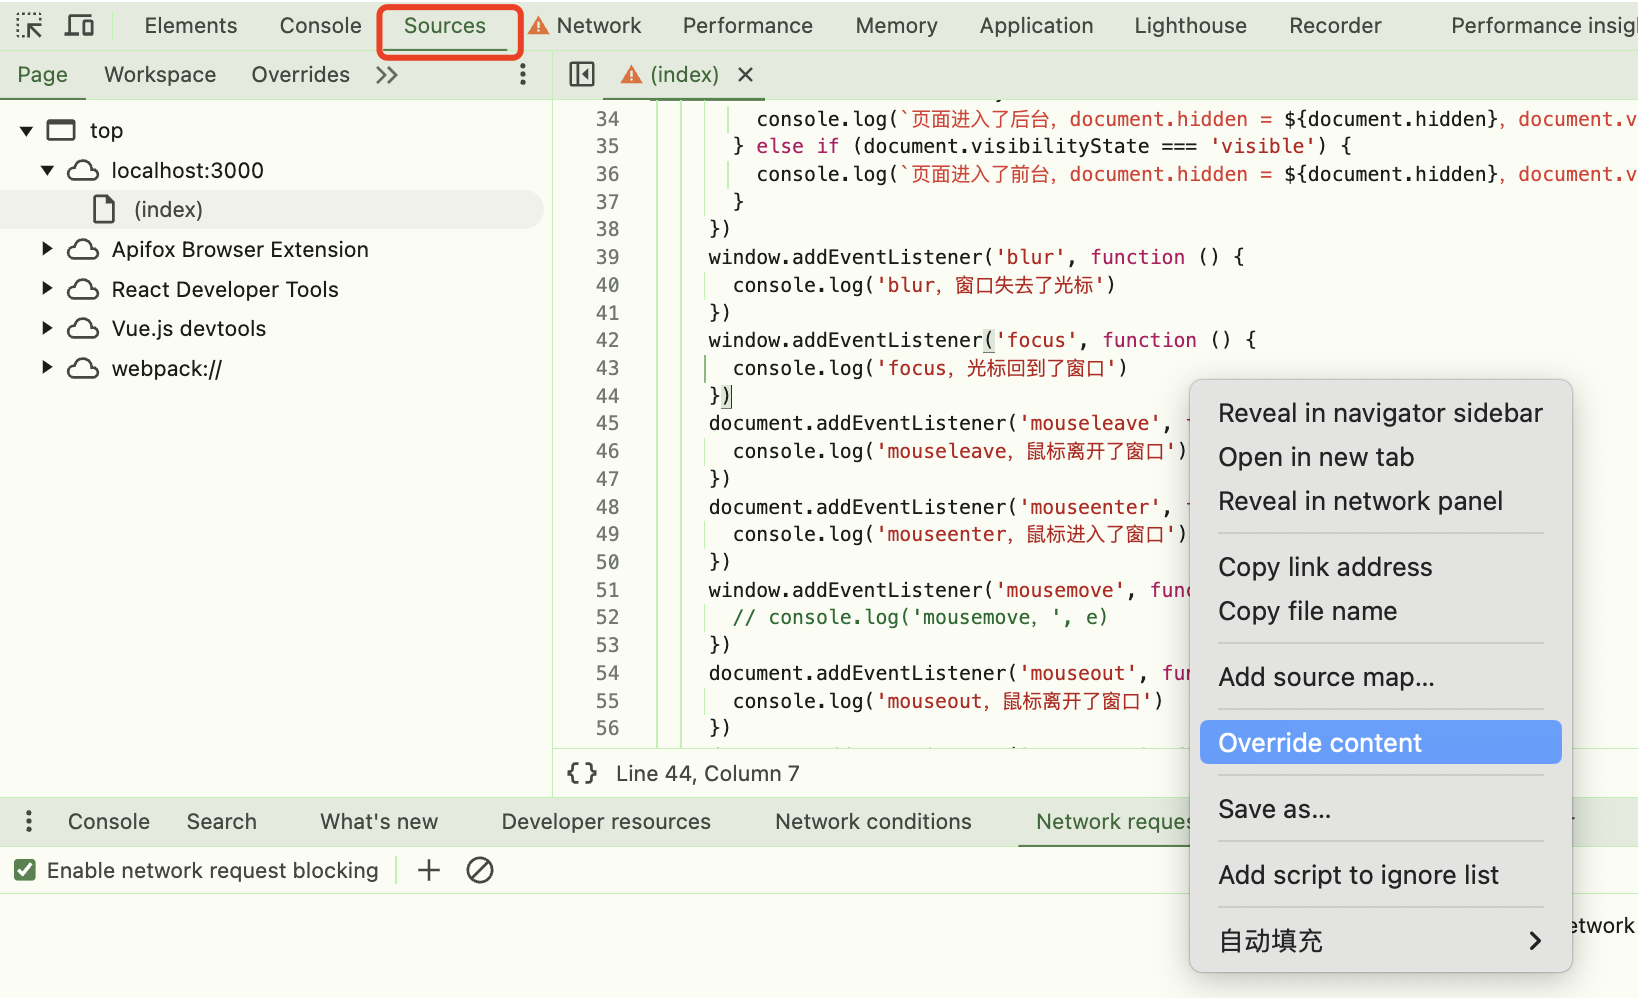 Elements Console Sources Network Performance Memory Application Lighthouse Recorder Performance insig
Page Workspace Overrides
(index)
top
localhost:3000
(index)
Apifox Browser Extension
React Developer Tools
Vue.js devtools
webpack://
34 console.log(`页面进入了后台，document.hidden = ${document.hidden}，document.v
35 } else if (document.visibilityState === 'visible') {
36 console.log(`页面进入了前台，document.hidden = ${document.hidden}，document.v
37 }
38 })
39 window.addEventListener('blur', function () {
40 console.log('blur，窗口失去了光标')
41 })
42 window.addEventListener('focus', function () {
43 console.log('focus，光标回到了窗口')
44 })
45 document.addEventListener('mouseleave',
46 console.log('mouseleave，鼠标离开了窗口')
47 })
48 document.addEventListener('mouseenter',
49 console.log('mouseenter，鼠标进入了窗口')
50 })
51 window.addEventListener('mousemove', func
52 // console.log('mousemove，', e)
53 })
54 document.addEventListener('mouseout', fun
55 console.log('mouseout，鼠标离开了窗口')
56 })
{} Line 44, Column 7
Reveal in navigator sidebar
Open in new tab
Reveal in network panel
Copy link address
Copy file name
Add source map...
Override content
Save as...
Add script to ignore list
自动填充
Console Search What's new Developer resources Network conditions Network reques
Enable network request blocking
etwork